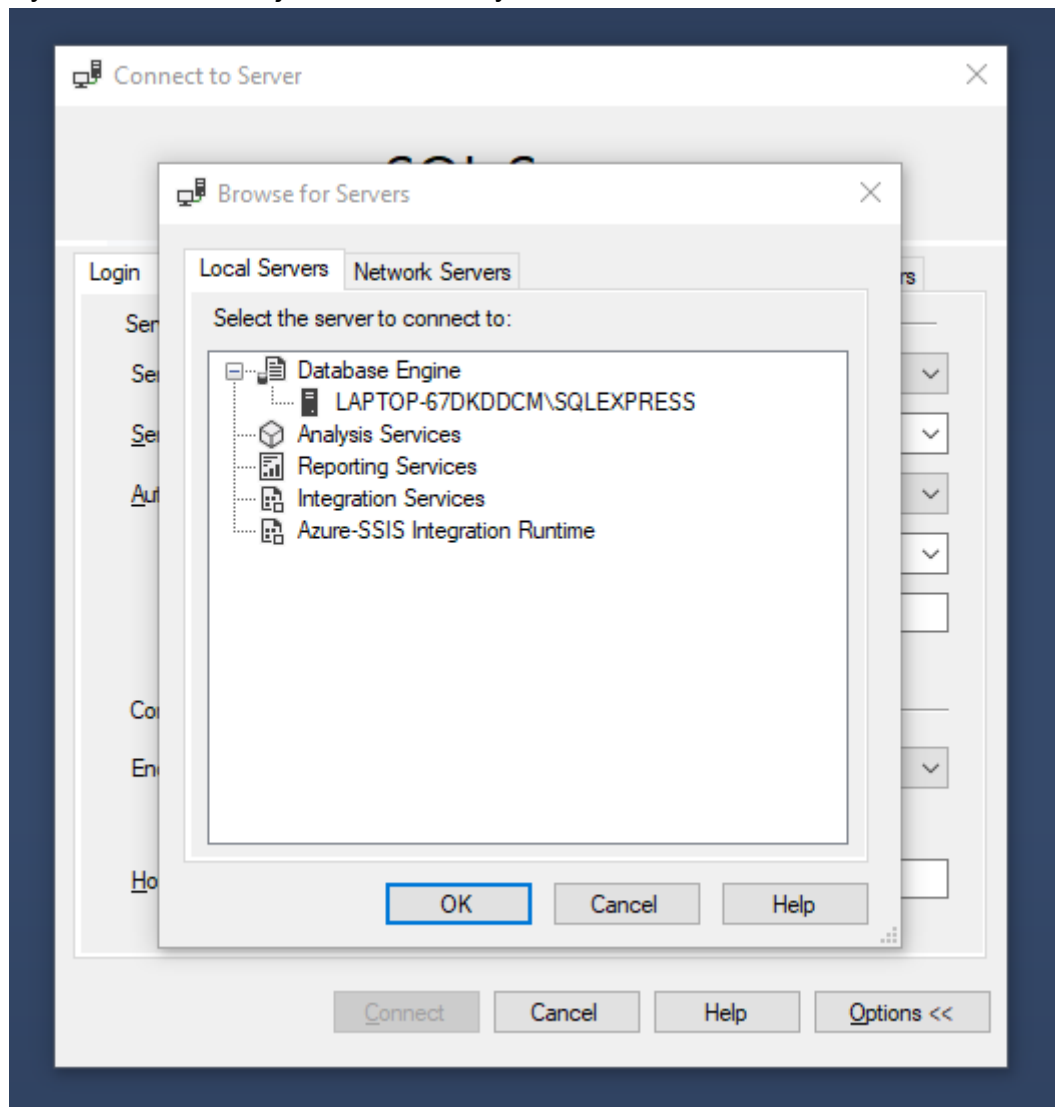 Connect to Server
Browse for Servers
Login
Local Servers
Network Servers
Select the server to connect to:
Database Engine
LAPTOP-67DKDDCM\SQLEXPRESS
Analysis Services
Reporting Services
Integration Services
Azure-SSIS Integration Runtime
OK
Cancel
Help
Connect
Cancel
Help
Options <<